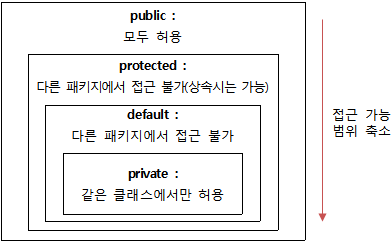 public :
모두 허용
protected :
다른 패키지에서 접근 불가(상속시는 가능)
default :
다른 패키지에서 접근 불가
private :
같은 클래스에서만 허용
접근 가능
범위 축소